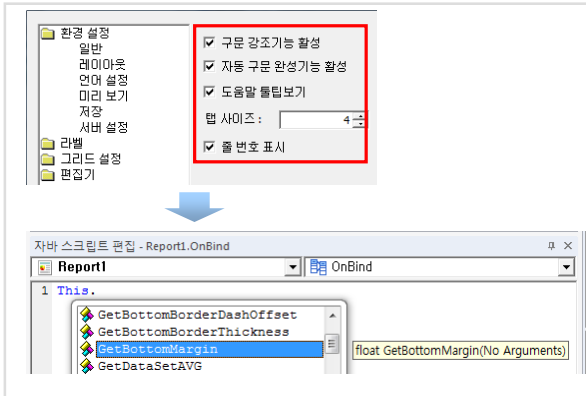 환경 설정
일반
레이아웃
언어 설정
미리 보기
저장
서버 설정
라벨
그리드 설정
편집기
구문 강조기능 활성
자동 구문 완성기능 활성
도움말 툴팁보기
탭 사이즈 : 4
줄 번호 표시
자바 스크립트 편집 - Report1.OnBind
Report1 OnBind
1 This.
GetBottomBorderDashOffset
GetBottomBorderThickness
GetBottomMargin float GetBottomMargin(No Arguments)
GetDataSetAVG